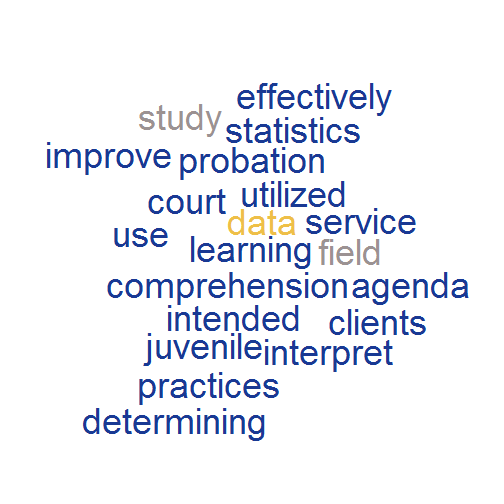 effectively
study
statistics
improve probation
court utilized
data service
use
learning field
comprehension agenda
intended clients
juvenile interpret
practices
determining